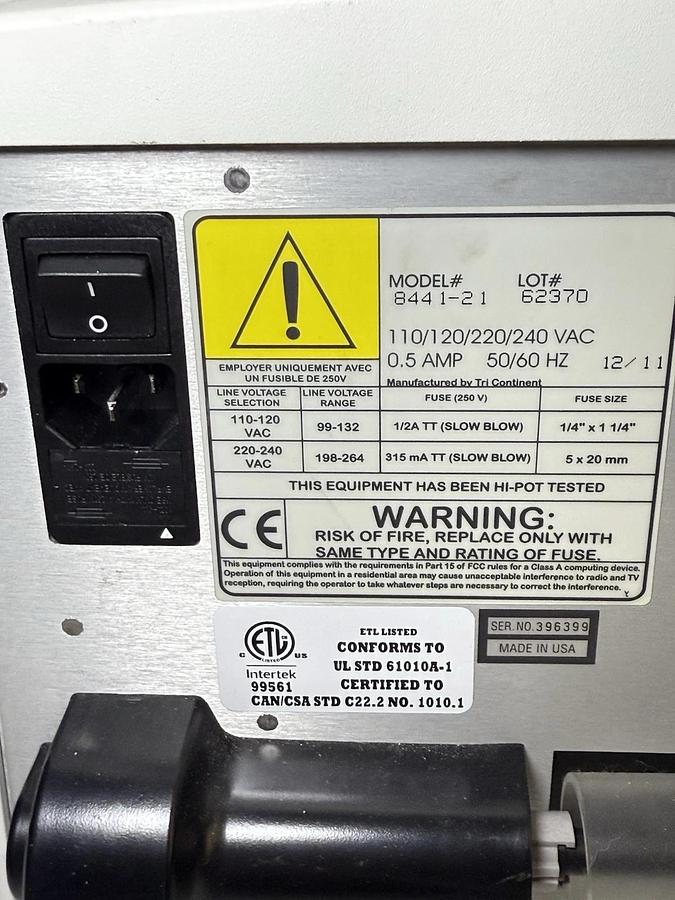 I
O
!
MODEL# LOT#
8441-21 62370
110/120/220/240 VAC
0.5 AMP 50/60 HZ 12/11
Manufactured by Tri Continent
EMPLOYER UNIQUEMENT AVEC
UN FUSIBLE DE 250V
LINE VOLTAGE
SELECTION
LINE VOLTAGE
RANGE
FUSE (250 V)
FUSE SIZE
110-120
VAC
99-132
1/2A TT (SLOW BLOW)
1/4" x 1 1/4"
220-240
VAC
198-264
315 mA TT (SLOW BLOW)
5 x 20 mm
THIS EQUIPMENT HAS BEEN HI-POT TESTED
CE
WARNING:
RISK OF FIRE, REPLACE ONLY WITH
SAME TYPE AND RATING OF FUSE.
This equipment complies with the requirements in Part 15 of FCC rules for a Class A computing device.
Operation of this equipment in a residential area may cause unacceptable interference to radio and TV
reception, requiring the operator to take whatever steps are necessary to correct the interference.
ETL
CM
LISTED
C US
Intertek
99561
ETL LISTED
CONFORMS TO
UL STD 61010A-1
CERTIFIED TO
CAN/CSA STD C22.2 NO. 1010.1
SER. NO. 396399
MADE IN USA